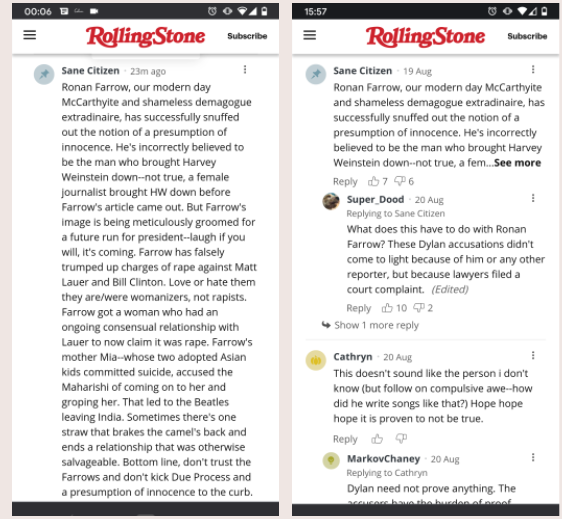 00:06
RollingStone
Subscribe
Sane Citizen · 23m ago
Ronan Farrow, our modern day
McCarthyite and shameless demagogue
extradinaire, has successfully snuffed
out the notion of a presumption of
innocence. He's incorrectly believed to
be the man who brought Harvey
Weinstein down--not true, a female
journalist brought HW down before
Farrow's article came out. But Farrow's
image is being meticulously groomed for
a future run for president--laugh if you
will, it's coming. Farrow has falsely
trumped up charges of rape against Matt
Lauer and Bill Clinton. Love or hate them
they are/were womanizers, not rapists.
Farrow got a woman who had an
ongoing consensual relationship with
Lauer to now claim it was rape. Farrow's
mother Mia--whose two adopted Asian
kids committed suicide, accused the
Maharishi of coming on to her and
groping her. That led to the Beatles
leaving India. Sometimes there's one
straw that brakes the camel's back and
ends a relationship that was otherwise
salvageable. Bottom line, don't trust the
Farrows and don't kick Due Process and
a presumption of innocence to the curb.
15:57
RollingStone
Subscribe
Sane Citizen · 19 Aug
Ronan Farrow, our modern day McCarthyite
and shameless demagogue extradinaire, has
successfully snuffed out the notion of a
presumption of innocence. He's incorrectly
believed to be the man who brought Harvey
Weinstein down--not true, a fem...See more
Reply 7 6
Super_Dood · 20 Aug
Replying to Sane Citizen
What does this have to do with Ronan
Farrow? These Dylan accusations didn't
come to light because of him or any other
reporter, but because lawyers filed a
court complaint. (Edited)
Reply 10 2
Show 1 more reply
Cathryn · 20 Aug
This doesn't sound like the person i don't
know (but follow on compulsive awe--how
did he write songs like that?) Hope hope
hope it is proven to not be true.
Reply
MarkovChaney · 20 Aug
Replying to Cathryn
Dylan need not prove anything. The
accusers have the burden of proof